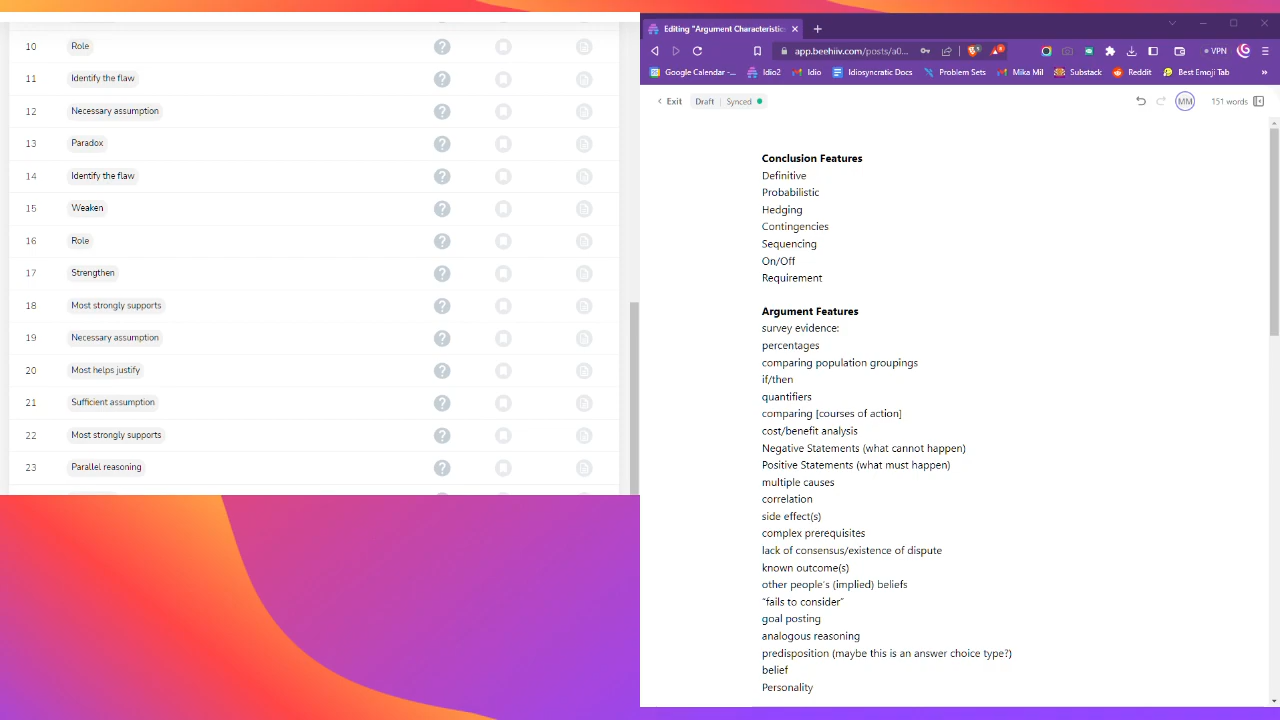 10 Role
11 Identify the flaw
12 Necessary assumption
13 Paradox
14 Identify the flaw
15 Weaken
16 Role
17 Strengthen
18 Most strongly supports
19 Necessary assumption
20 Most helps justify
21 Sufficient assumption
22 Most strongly supports
23 Parallel reasoning
Editing "Argument Characteristic
app.beehiiv.com/posts/a0... VPN
Google Calendar -... Idio2 Idio Idiosyncratic Docs Problem Sets Mika Mil Substack Reddit Best Emoji Tab »
Exit Draft | Synced MM 151 words
Conclusion Features
Definitive
Probabilistic
Hedging
Contingencies
Sequencing
On/Off
Requirement
Argument Features
survey evidence:
percentages
comparing population groupings
if/then
quantifiers
comparing [courses of action]
cost/benefit analysis
Negative Statements (what cannot happen)
Positive Statements (what must happen)
multiple causes
correlation
side effect(s)
complex prerequisites
lack of consensus/existence of dispute
known outcome(s)
other people's (implied) beliefs
"fails to consider"
goal posting
analogous reasoning
predisposition (maybe this is an answer choice type?)
belief
Personality